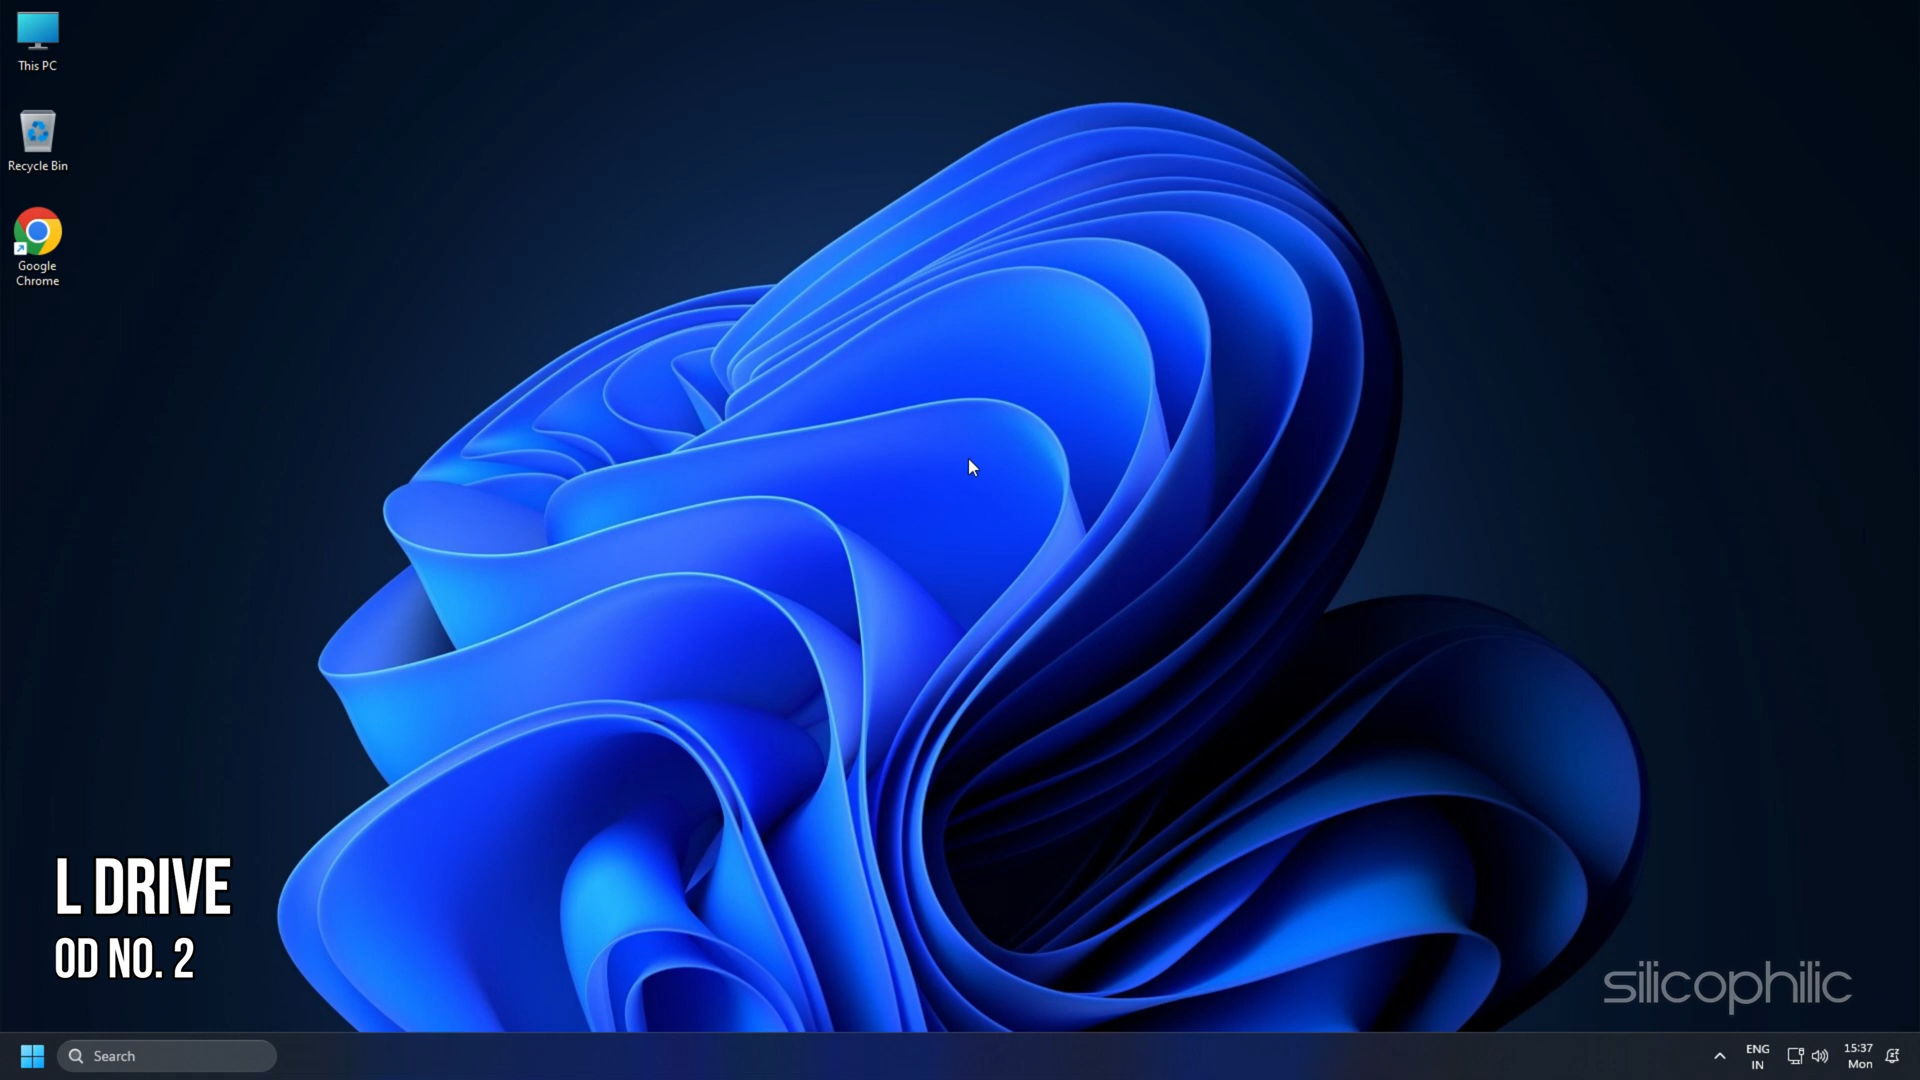 This PC
Recycle Bin
Google
Chrome
L DRIVE
OD NO. 2
silicophilic
Search
ENG
IN
15:37
Mon